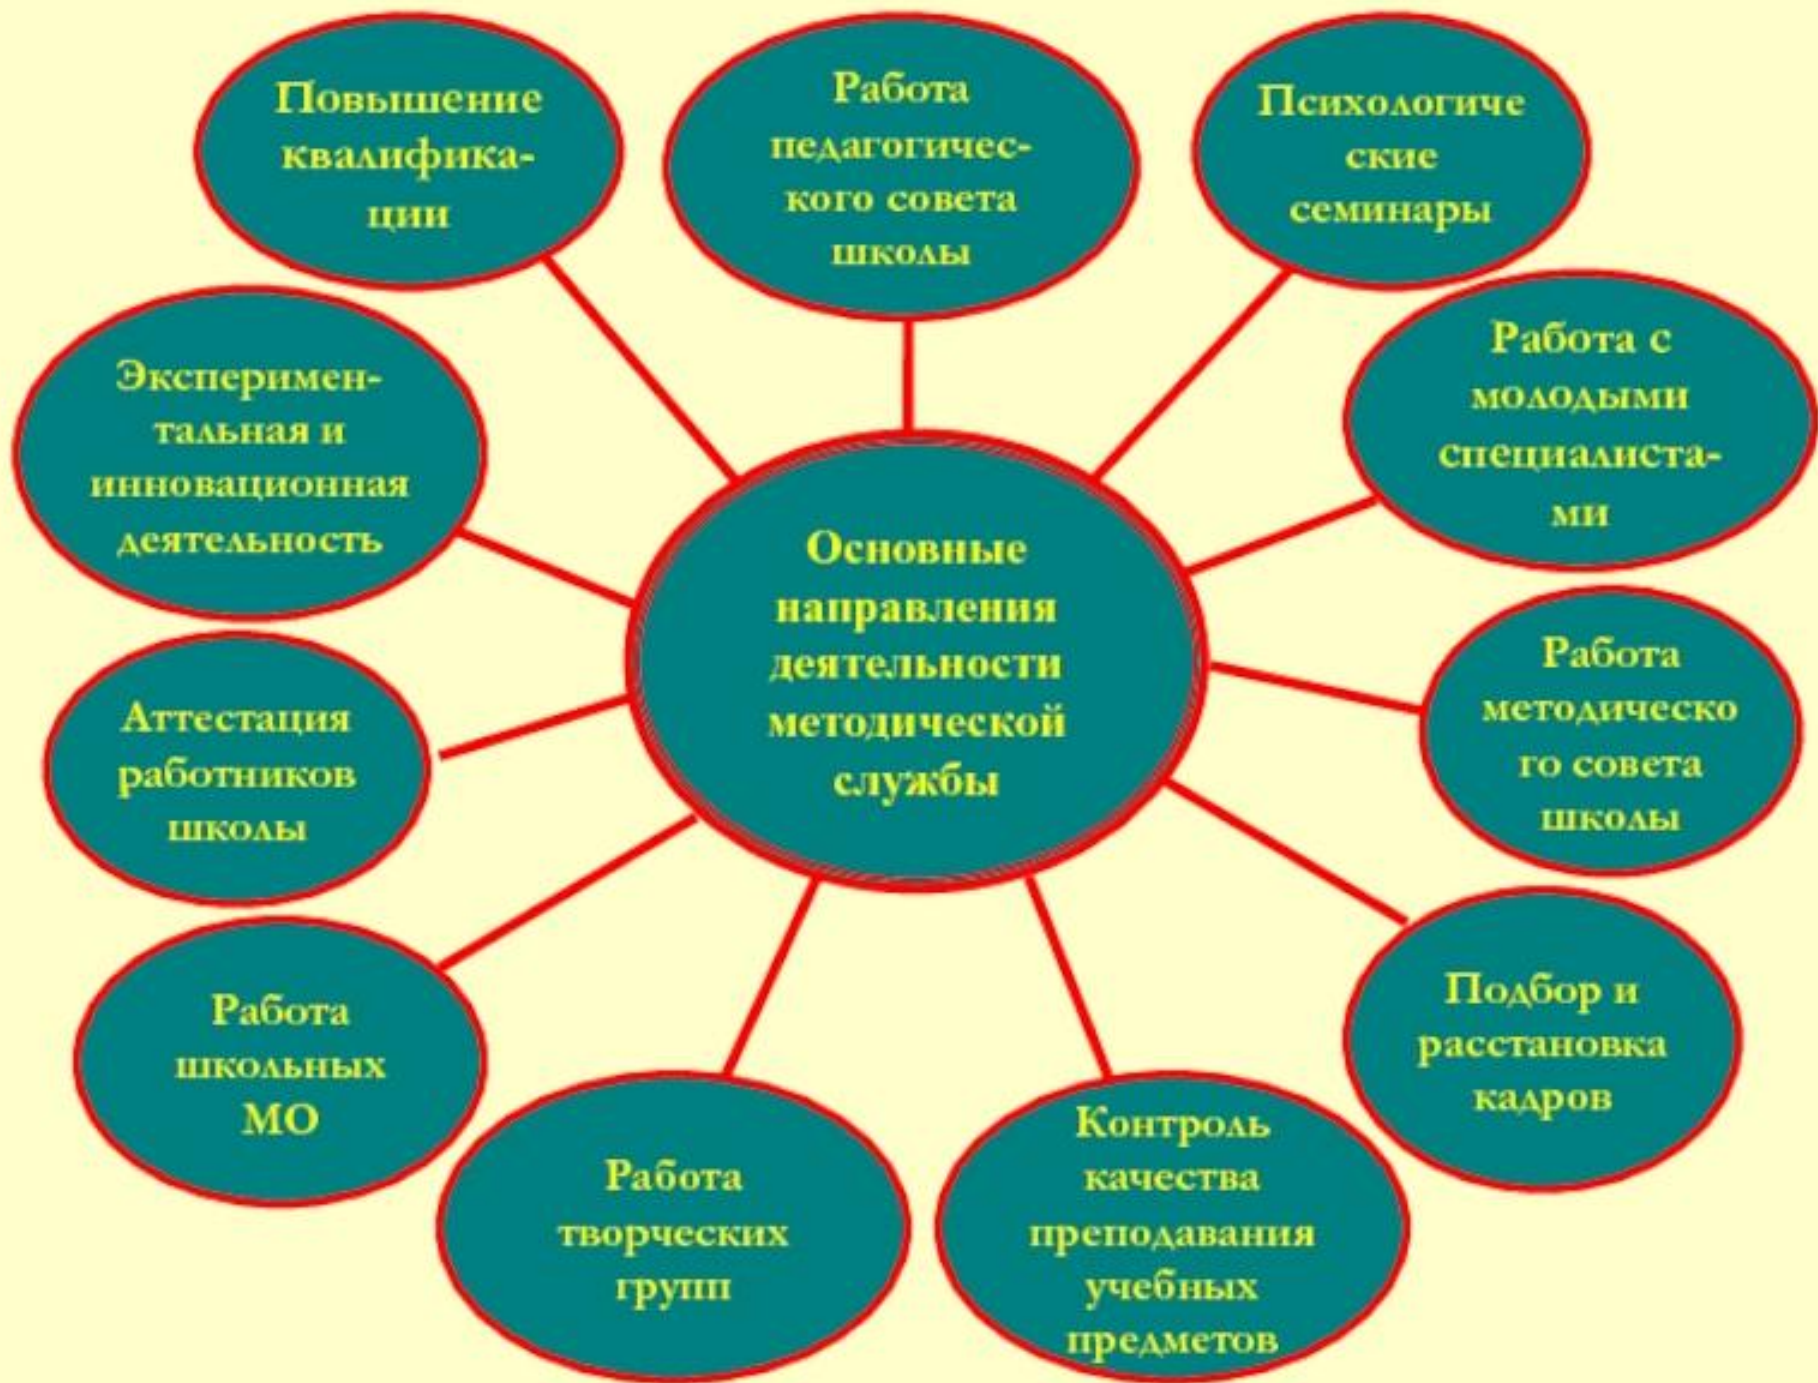 Повышение
квалифика-
ции
Работа
педагогичес-
кого совета
школы
Психологиче
ские
семинары
Эксперимен-
тальная и
инновационная
деятельность
Работа с
молодыми
специалиста-
ми
Основные
направления
деятельности
методической
службы
Аттестация
работников
школы
Работа
методическо
го совета
школы
Работа
школьных
МО
Подбор и
расстановка
кадров
Работа
творческих
групп
Контроль
качества
преподавания
учебных
предметов